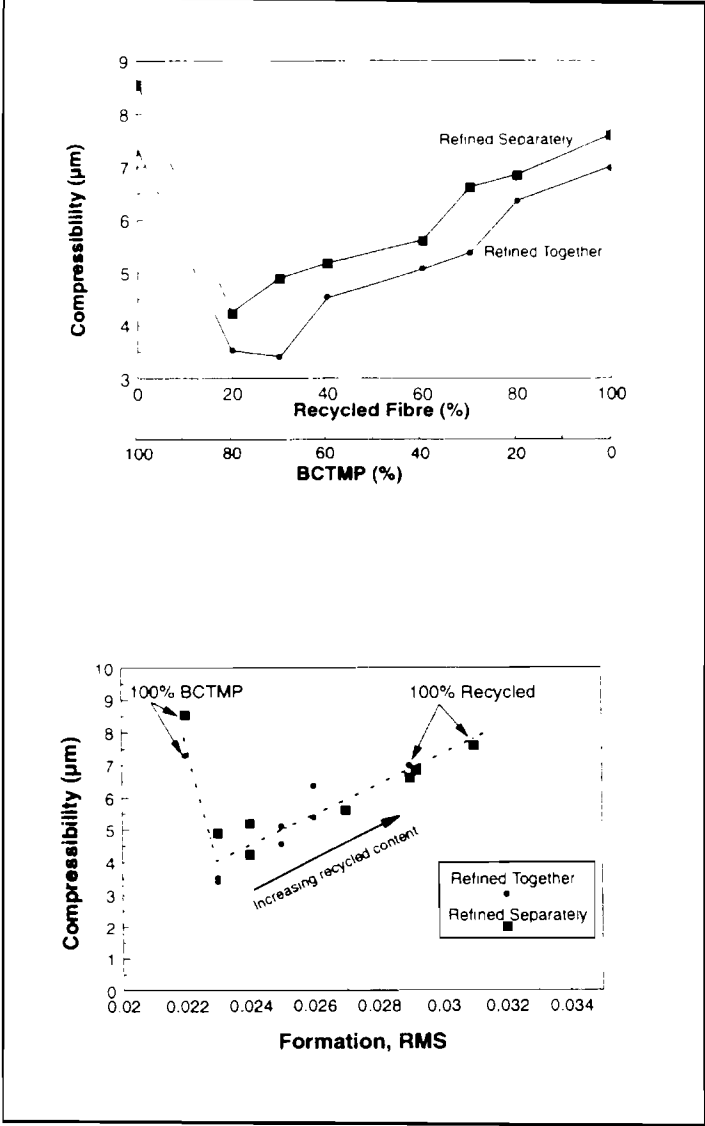 9
8
7
6
5
4
3
Compressibility (µm)
Refined Separately
Refined Together
0 20 40 60 80 100
Recycled Fibre (%)
100 80 60 40 20 0
BCTMP (%)
10
9
8
7
6
5
4
3
2
1
0
Compressibility (µm)
100% BCTMP
100% Recycled
Increasing recycled content
Refined Together
Refined Separately
0.02 0.022 0.024 0.026 0.028 0.03 0.032 0.034
Formation, RMS